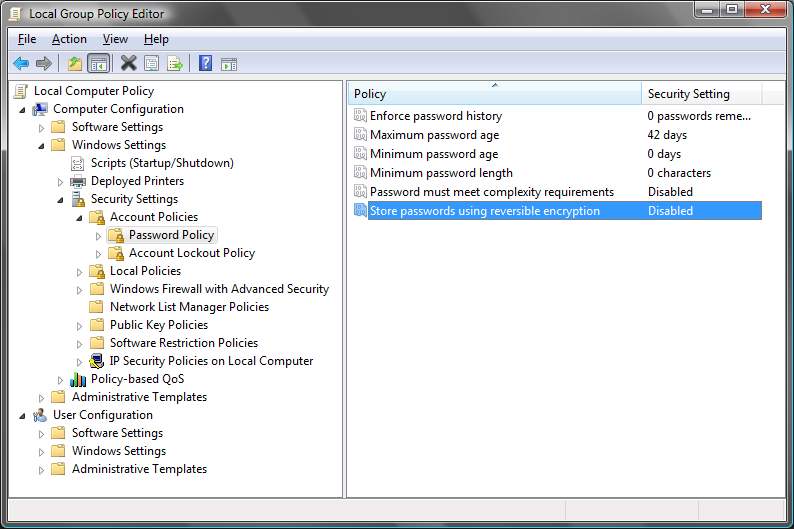 Local Group Policy Editor
File Action View Help
Local Computer Policy
Computer Configuration
Software Settings
Windows Settings
Scripts (Startup/Shutdown)
Deployed Printers
Security Settings
Account Policies
Password Policy
Account Lockout Policy
Local Policies
Windows Firewall with Advanced Security
Network List Manager Policies
Public Key Policies
Software Restriction Policies
IP Security Policies on Local Computer
Policy-based QoS
Administrative Templates
User Configuration
Software Settings
Windows Settings
Administrative Templates
Policy Security Setting
Enforce password history 0 passwords reme...
Maximum password age 42 days
Minimum password age 0 days
Minimum password length 0 characters
Password must meet complexity requirements Disabled
Store passwords using reversible encryption Disabled